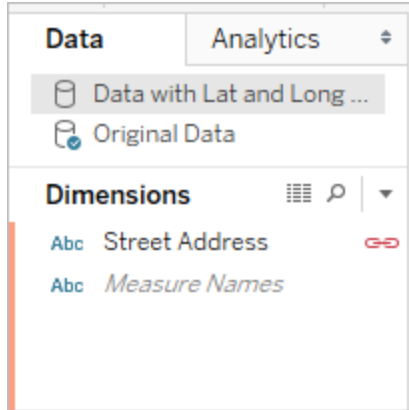 Data Analytics
Data with Lat and Long ...
Original Data
Dimensions
Abc Street Address
Abc Measure Names